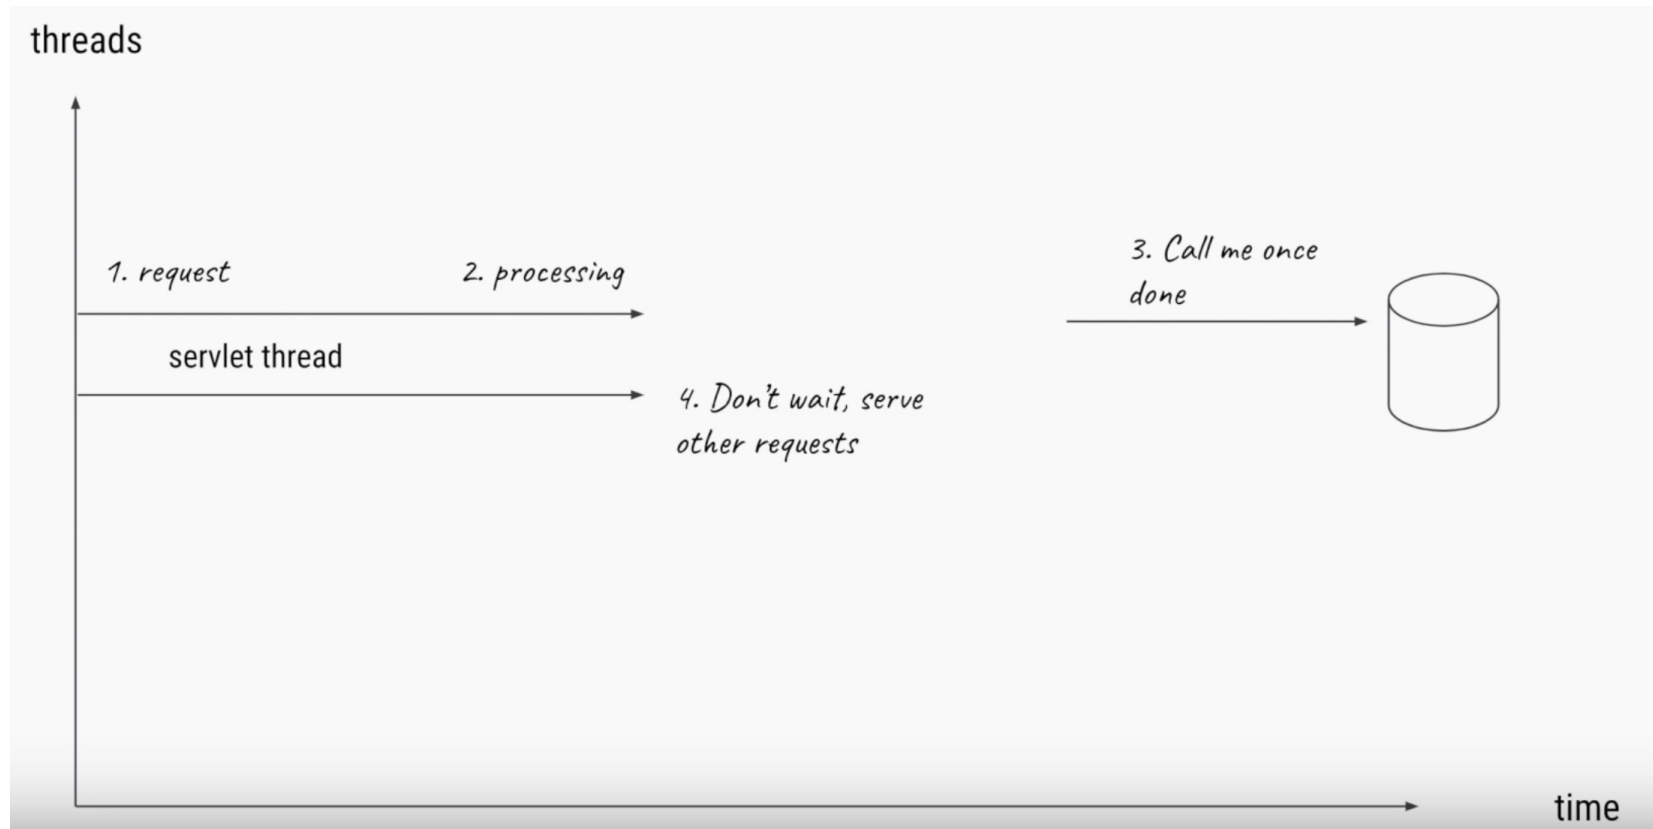 threads
1. request
2. processing
3. Call me once
done
servlet thread
4. Don't wait, serve
other requests
time